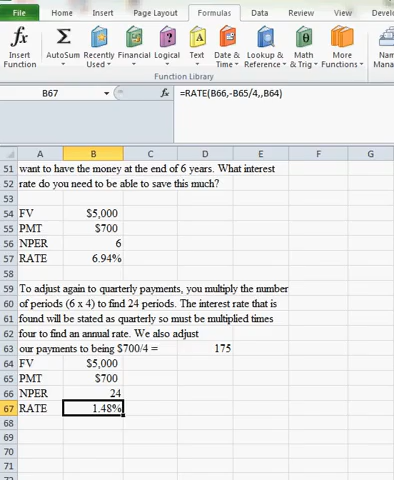 File Home Insert Page Layout Formulas Data Review View
fx Σ A θ
Insert Function AutoSum Recently Used Financial Logical Text Date & Time Lookup & Reference Math & Trig More Functions
Function Library
B67 fx =RATE(B66,-B65/4,,B64)
A B C D E F G
51 want to have the money at the end of 6 years. What interest
52 rate do you need to be able to save this much?
53
54 FV $5,000
55 PMT $700
56 NPER 6
57 RATE 6.94%
58
59 To adjust again to quarterly payments, you multiply the number
60 of periods (6 x 4) to find 24 periods. The interest rate that is
61 found will be stated as quarterly so must be multiplied times
62 four to find an annual rate. We also adjust
63 our payments to being $700/4 = 175
64 FV $5,000
65 PMT $700
66 NPER 24
67 RATE 1.48%
68
69
70
71
72